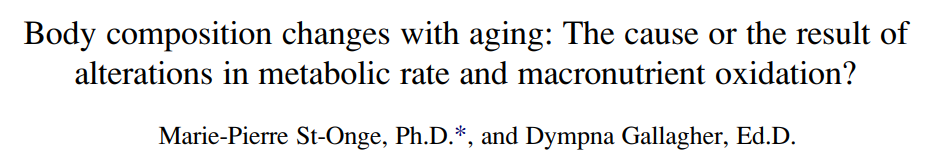 Body composition changes with aging: The cause or the result of
alterations in metabolic rate and macronutrient oxidation?
Marie-Pierre St-Onge, Ph.D.*, and Dympna Gallagher, Ed.D.